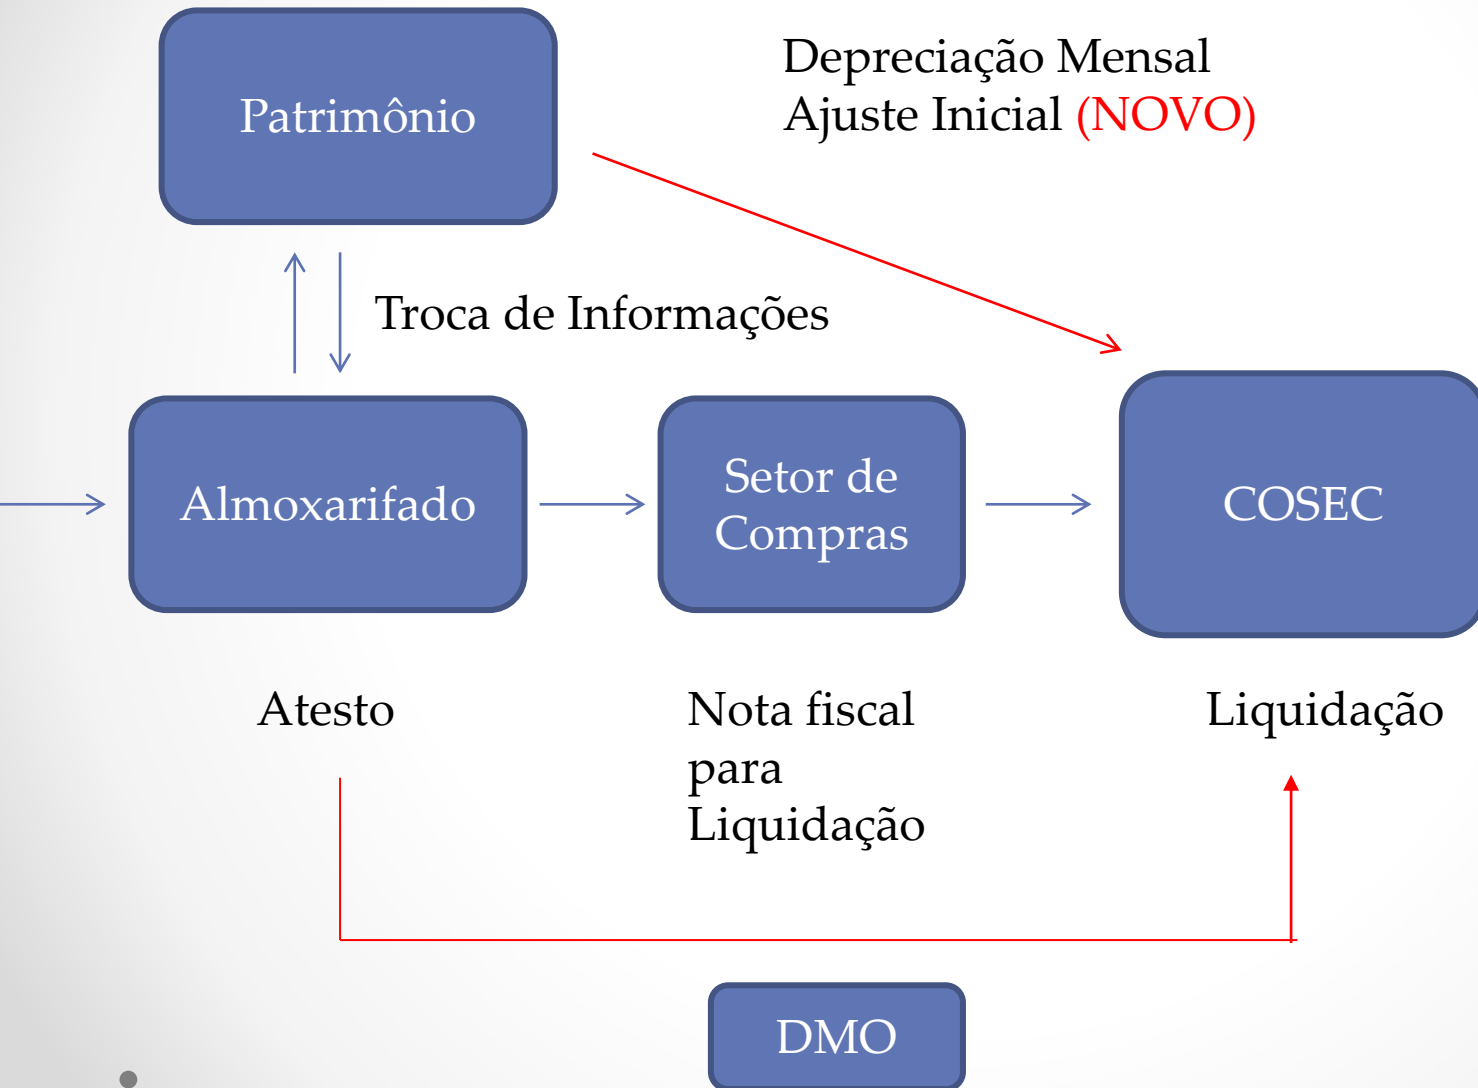 Patrimônio
Depreciação Mensal
Ajuste Inicial (NOVO)
Troca de Informações
Almoxarifado
Setor de
Compras
COSEC
Atesto
Nota fiscal
para
Liquidação
Liquidação
DMO